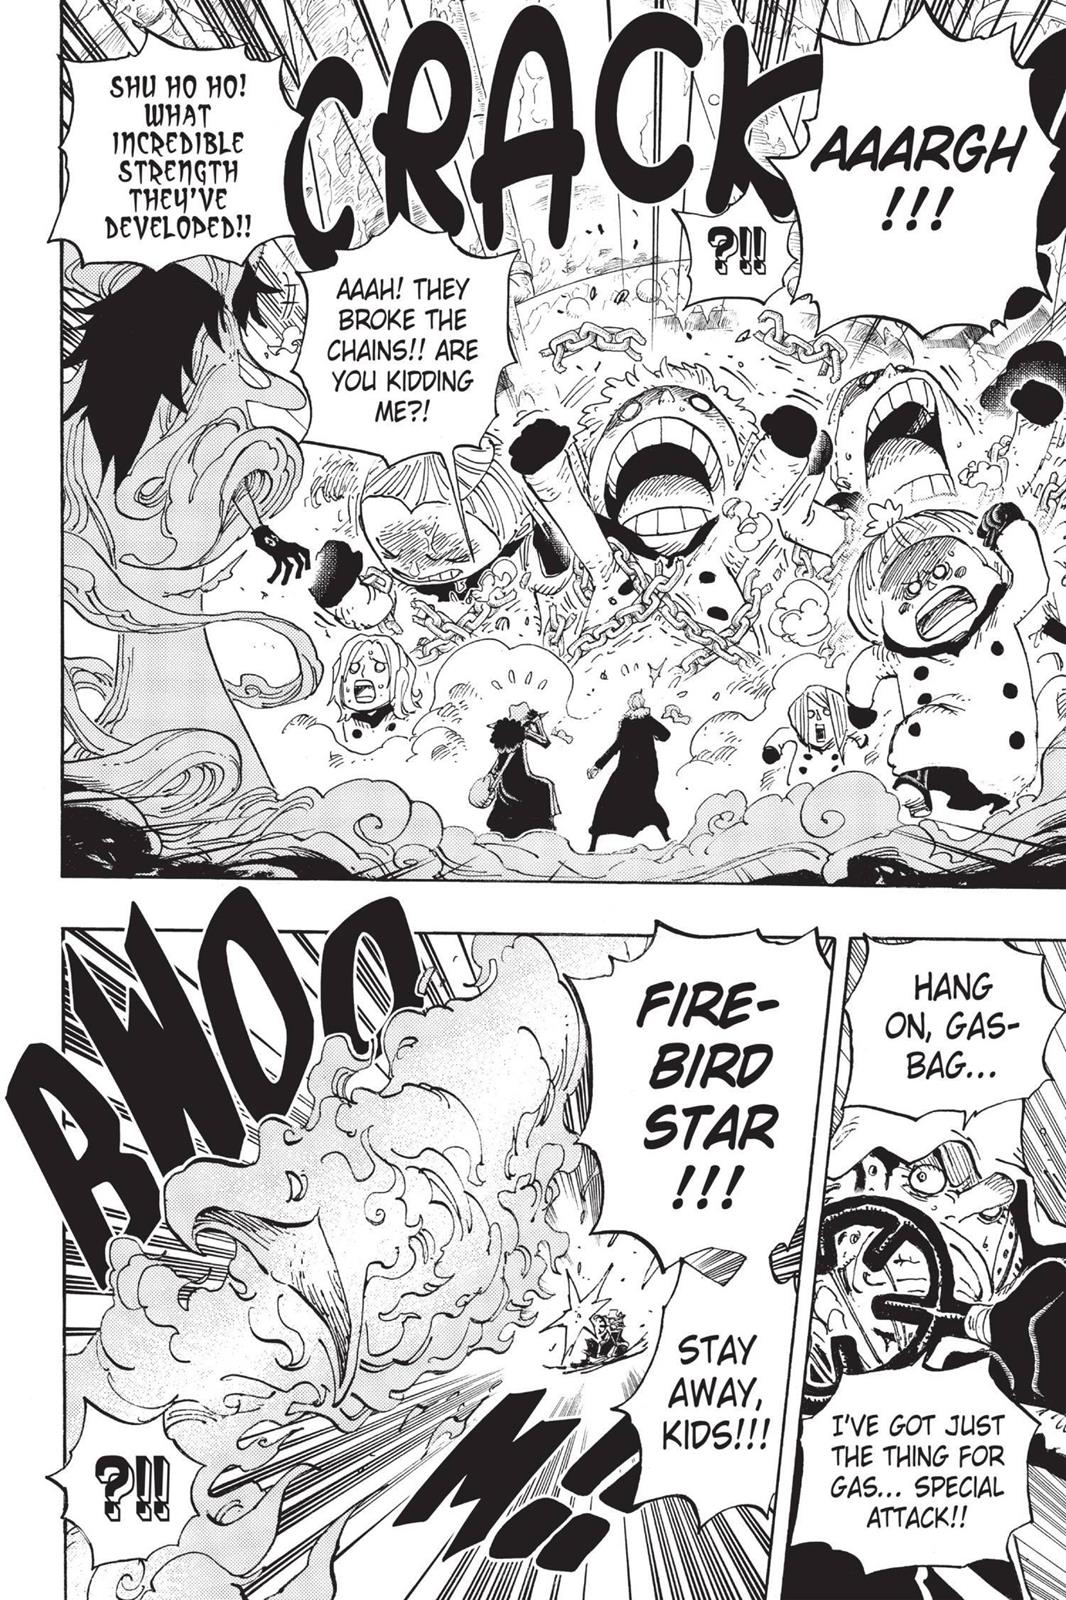 AAARGH
!!!
?!!
CRACK
AAAH! THEY
BROKE THE
CHAINS!! ARE
YOU KIDDING
ME?!
SHU HO HO!
WHAT
INCREDIBLE
STRENGTH
THEY'VE
DEVELOPED!!
HANG
ON, GAS-
BAG...
I'VE GOT JUST
THE THING FOR
GAS... SPECIAL
ATTACK!!
FIRE-
BIRD
STAR
!!!
STAY
AWAY,
KIDS!!!
BWOO
MOO
?!!